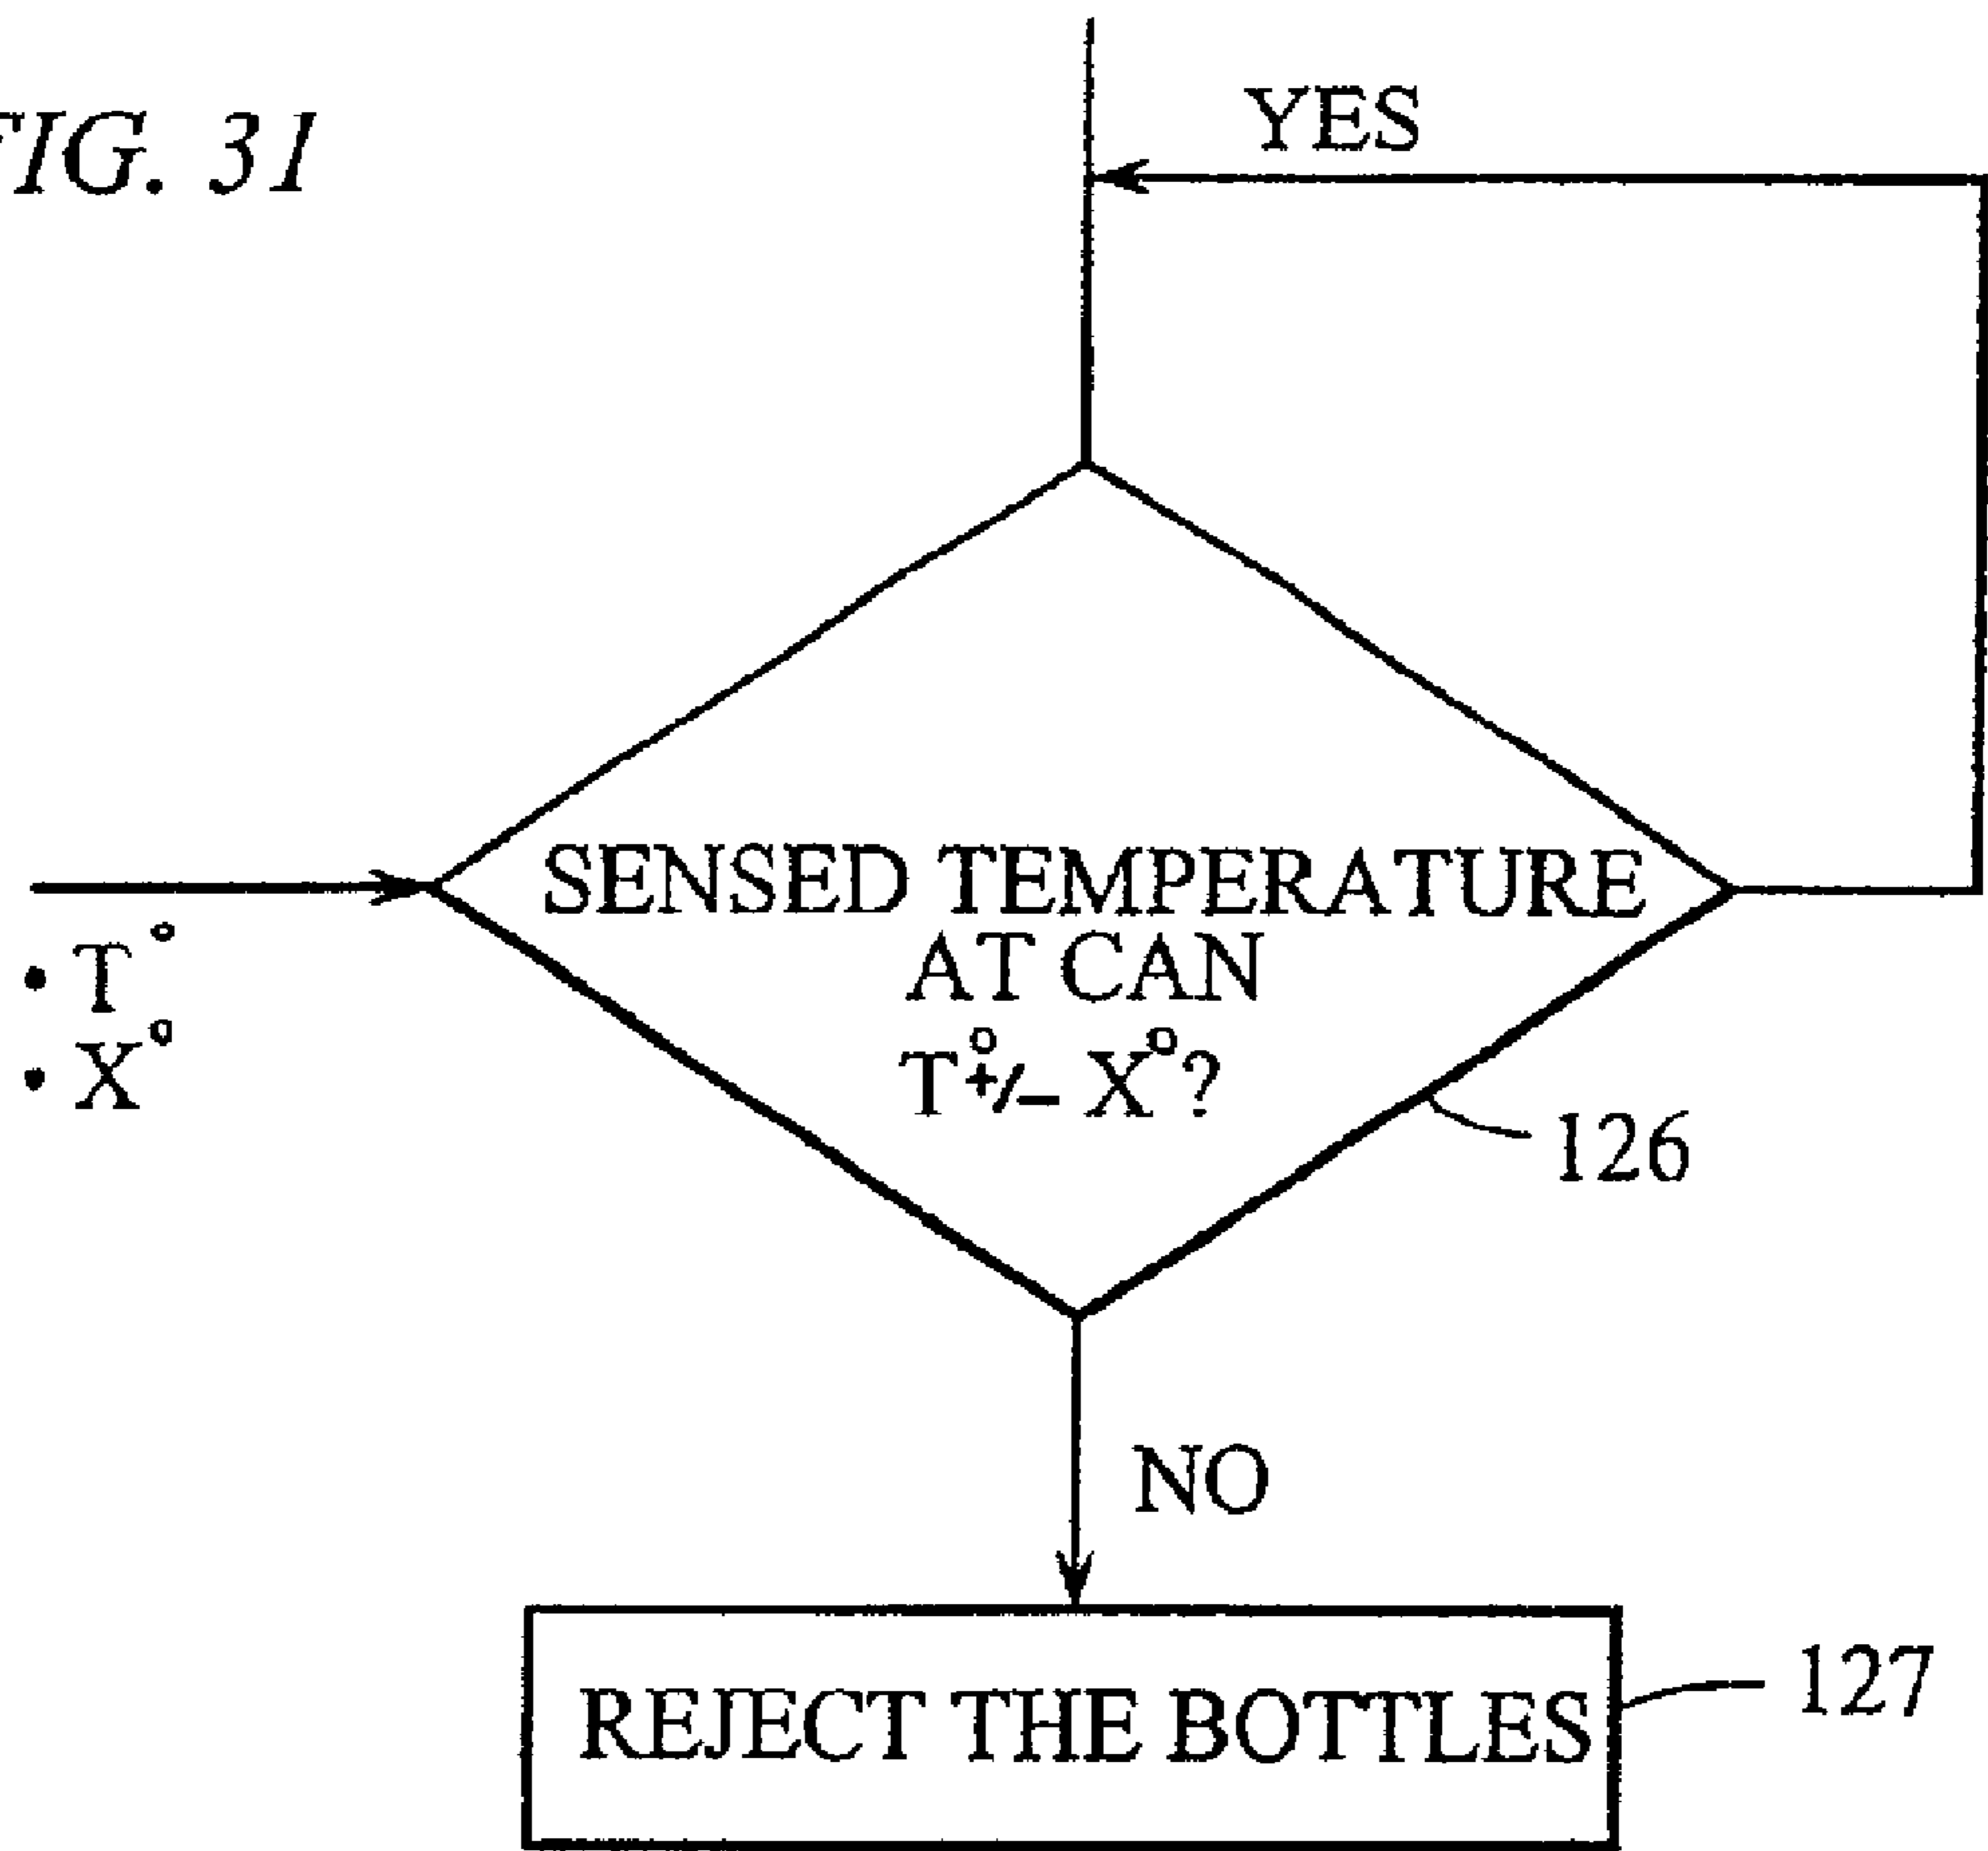 FIG. 31
YES
SENSED TEMPERATURE
AT CAN
T° +/- X°?
• T°
• X°
126
NO
REJECT THE BOTTLES
127